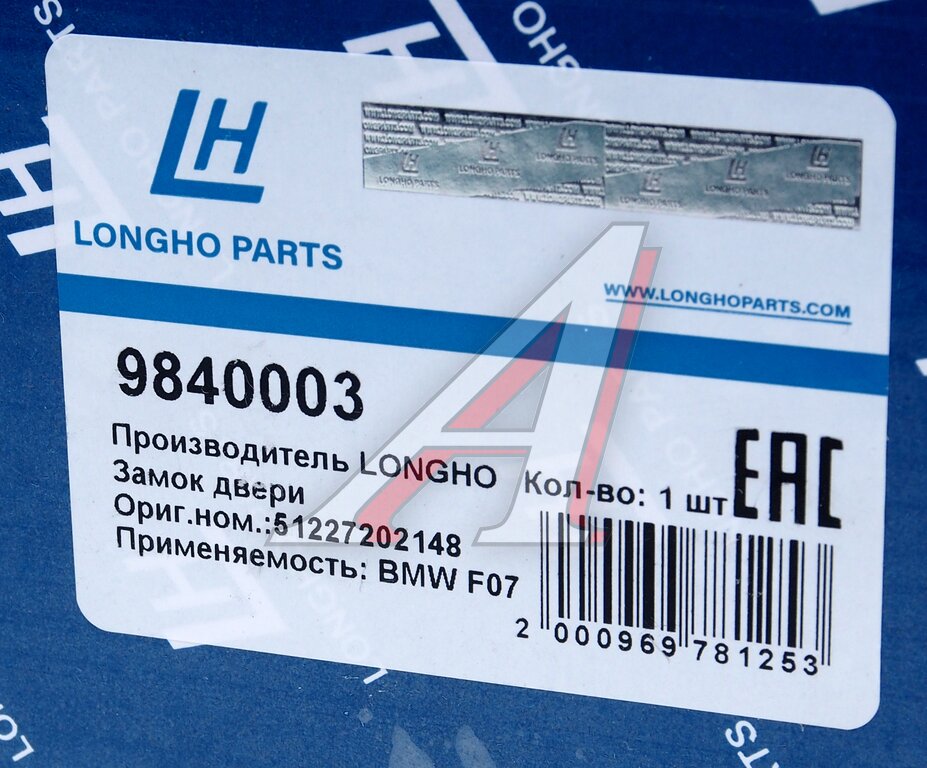 LH
LONGHO PARTS
WWW.LONGHOPARTS.COM
9840003
Производитель LONGHO
Замок двери
Кол-во: 1 шт
EAC
Ориг.ном.:51227202148
Применяемость: BMW F07
2 000969 781253